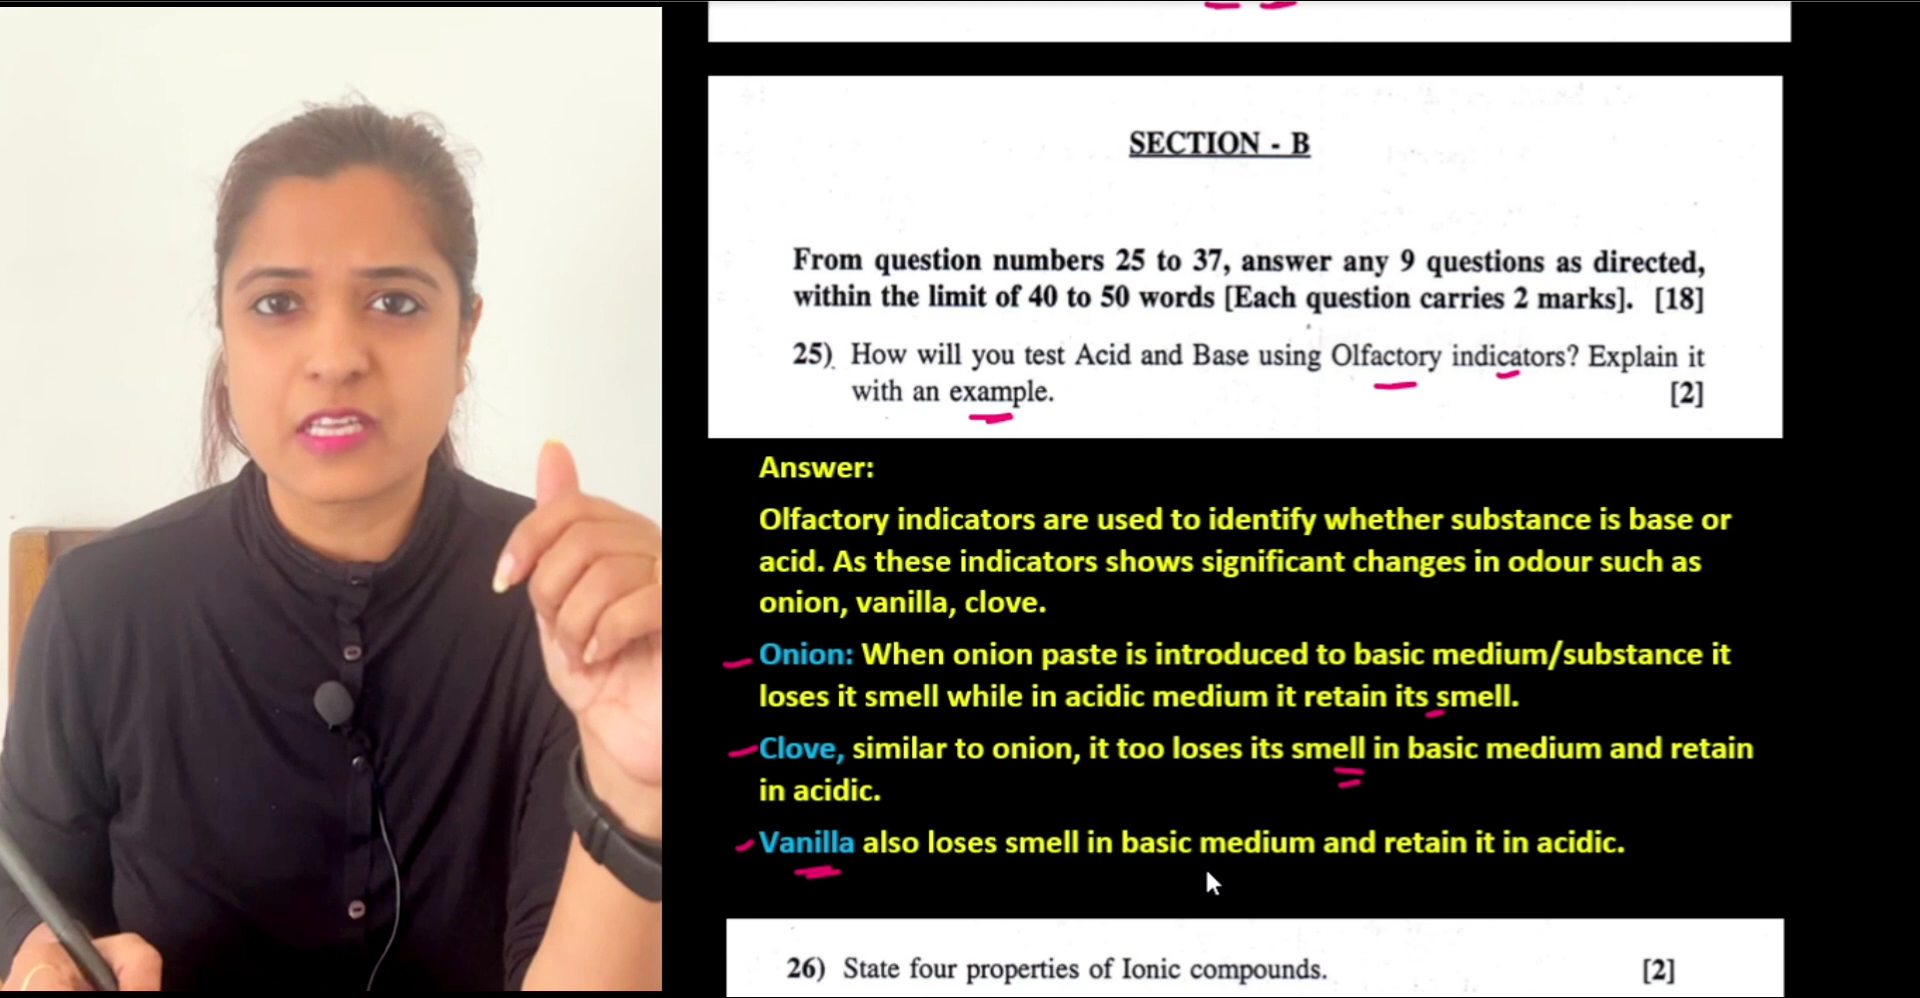 SECTION - B
From question numbers 25 to 37, answer any 9 questions as directed,
within the limit of 40 to 50 words [Each question carries 2 marks]. [18]
25) How will you test Acid and Base using Olfactory indicators? Explain it
with an example. [2]
Answer:
Olfactory indicators are used to identify whether substance is base or
acid. As these indicators shows significant changes in odour such as
onion, vanilla, clove.
Onion: When onion paste is introduced to basic medium/substance it
loses it smell while in acidic medium it retain its smell.
Clove, similar to onion, it too loses its smell in basic medium and retain
in acidic.
Vanilla also loses smell in basic medium and retain it in acidic.
26) State four properties of Ionic compounds. [2]